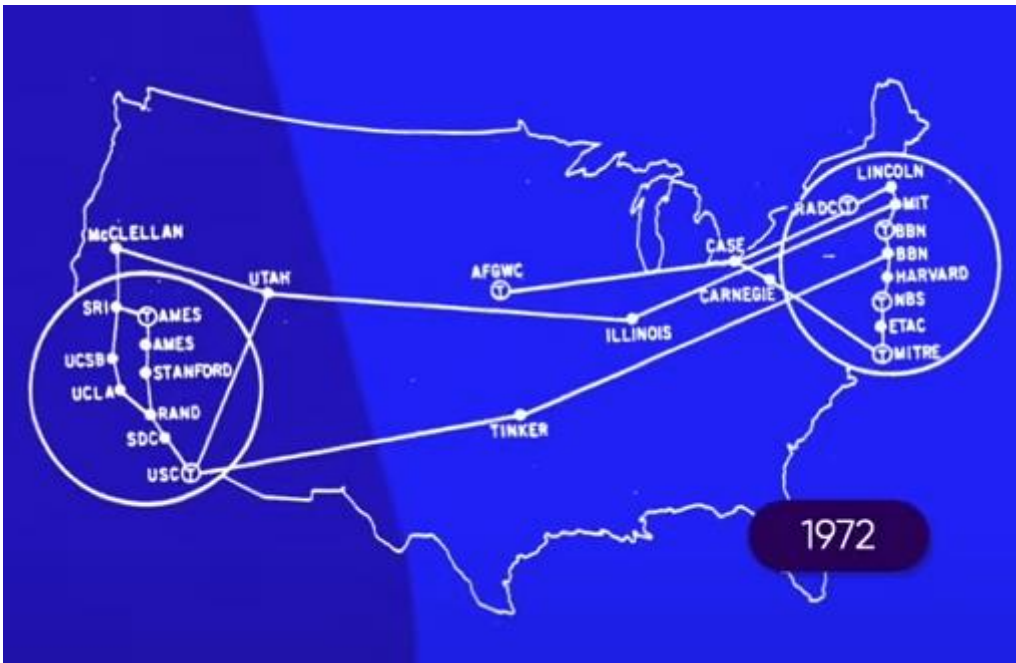 LINCOLN
RADC T
MIT
T BBN
BBN
HARVARD
T NBS
ETAC
T MITRE
McCLELLAN
CASE
AFGWC
T
UTAH
CARNEGIE
ILLINOIS
SRI
T AMES
AMES
UCSB
STANFORD
UCLA
RAND
SDC
USC T
TINKER
1972